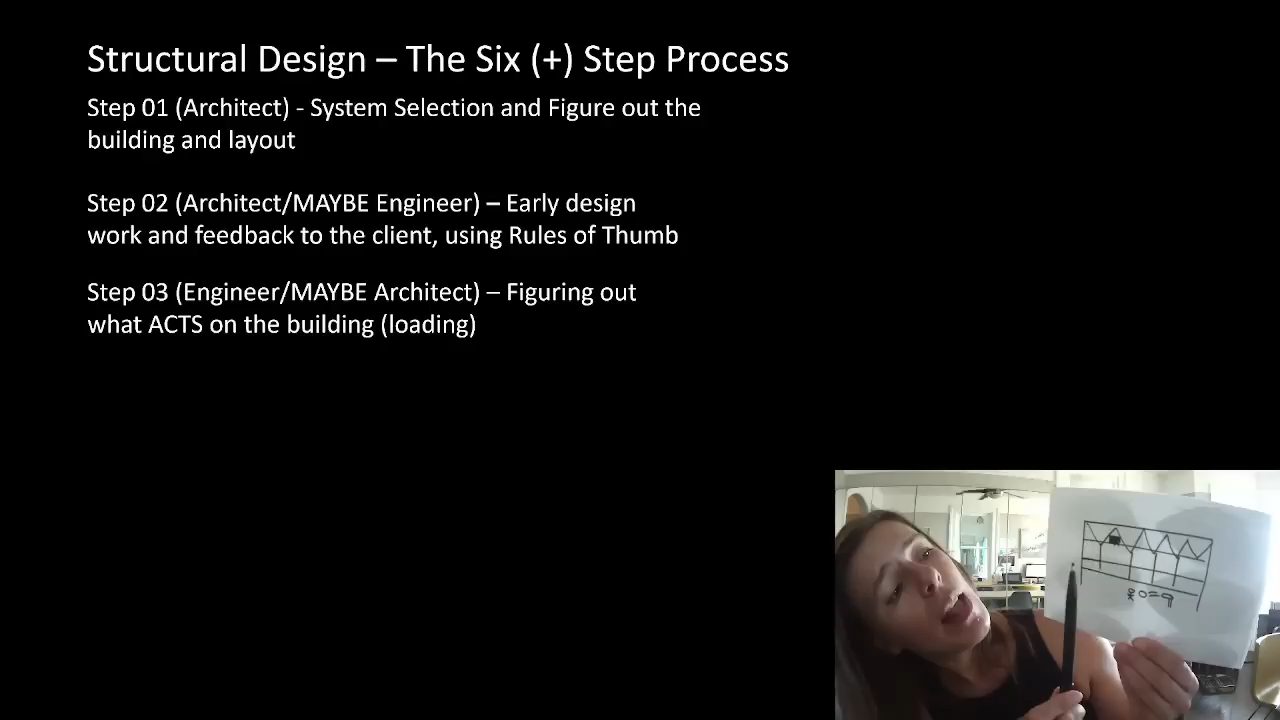 Structural Design – The Six (+) Step Process
Step 01 (Architect) - System Selection and Figure out the
building and layout
Step 02 (Architect/MAYBE Engineer) – Early design
work and feedback to the client, using Rules of Thumb
Step 03 (Engineer/MAYBE Architect) – Figuring out
what ACTS on the building (loading)